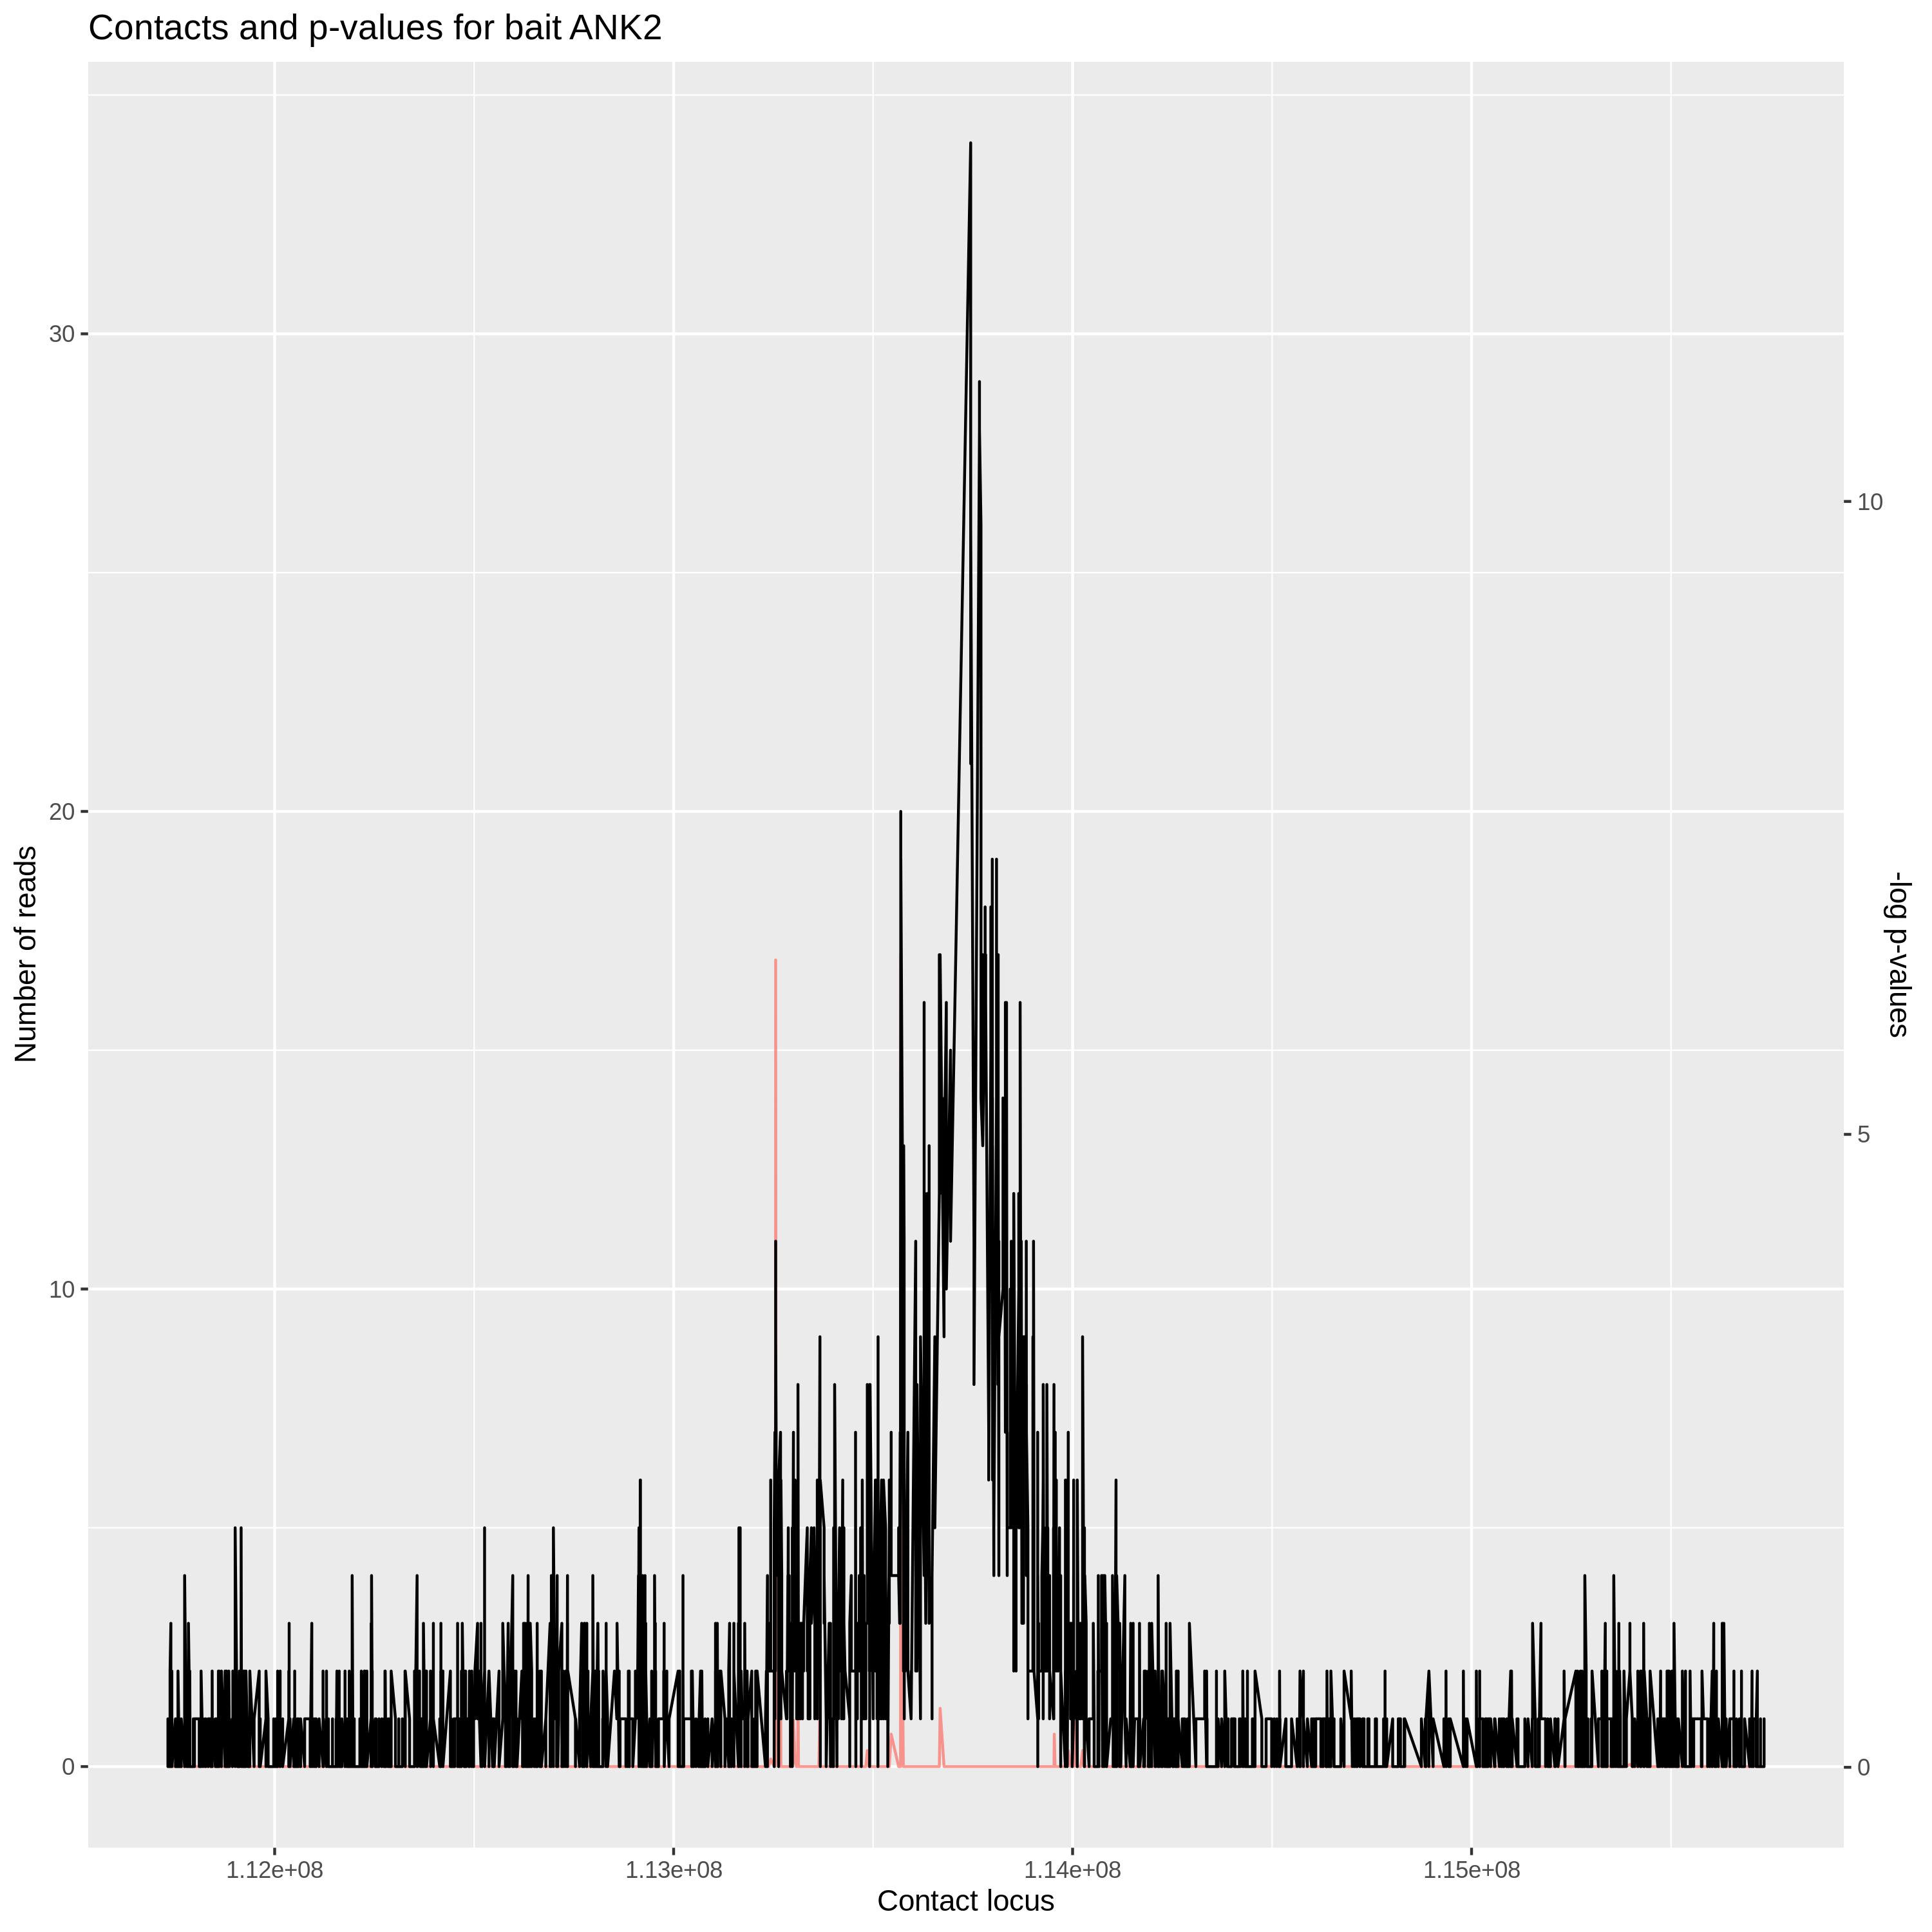 Contacts and p-values for bait ANK2
30
20
10
0
Number of reads
10
5
0
-log p-values
1.12e+08
1.13e+08
1.14e+08
1.15e+08
Contact locus